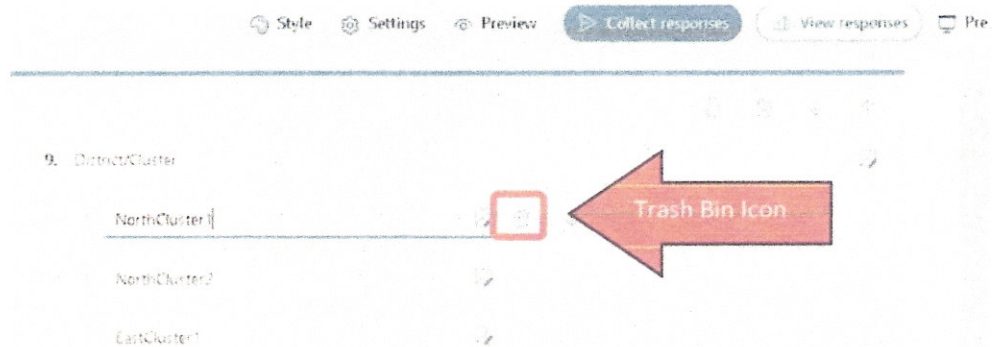 Style Settings Preview Collect responses View responses Pre
9. District/Cluster
NorthCluster1
Trash Bin Icon
NorthCluster2
EastCluster1